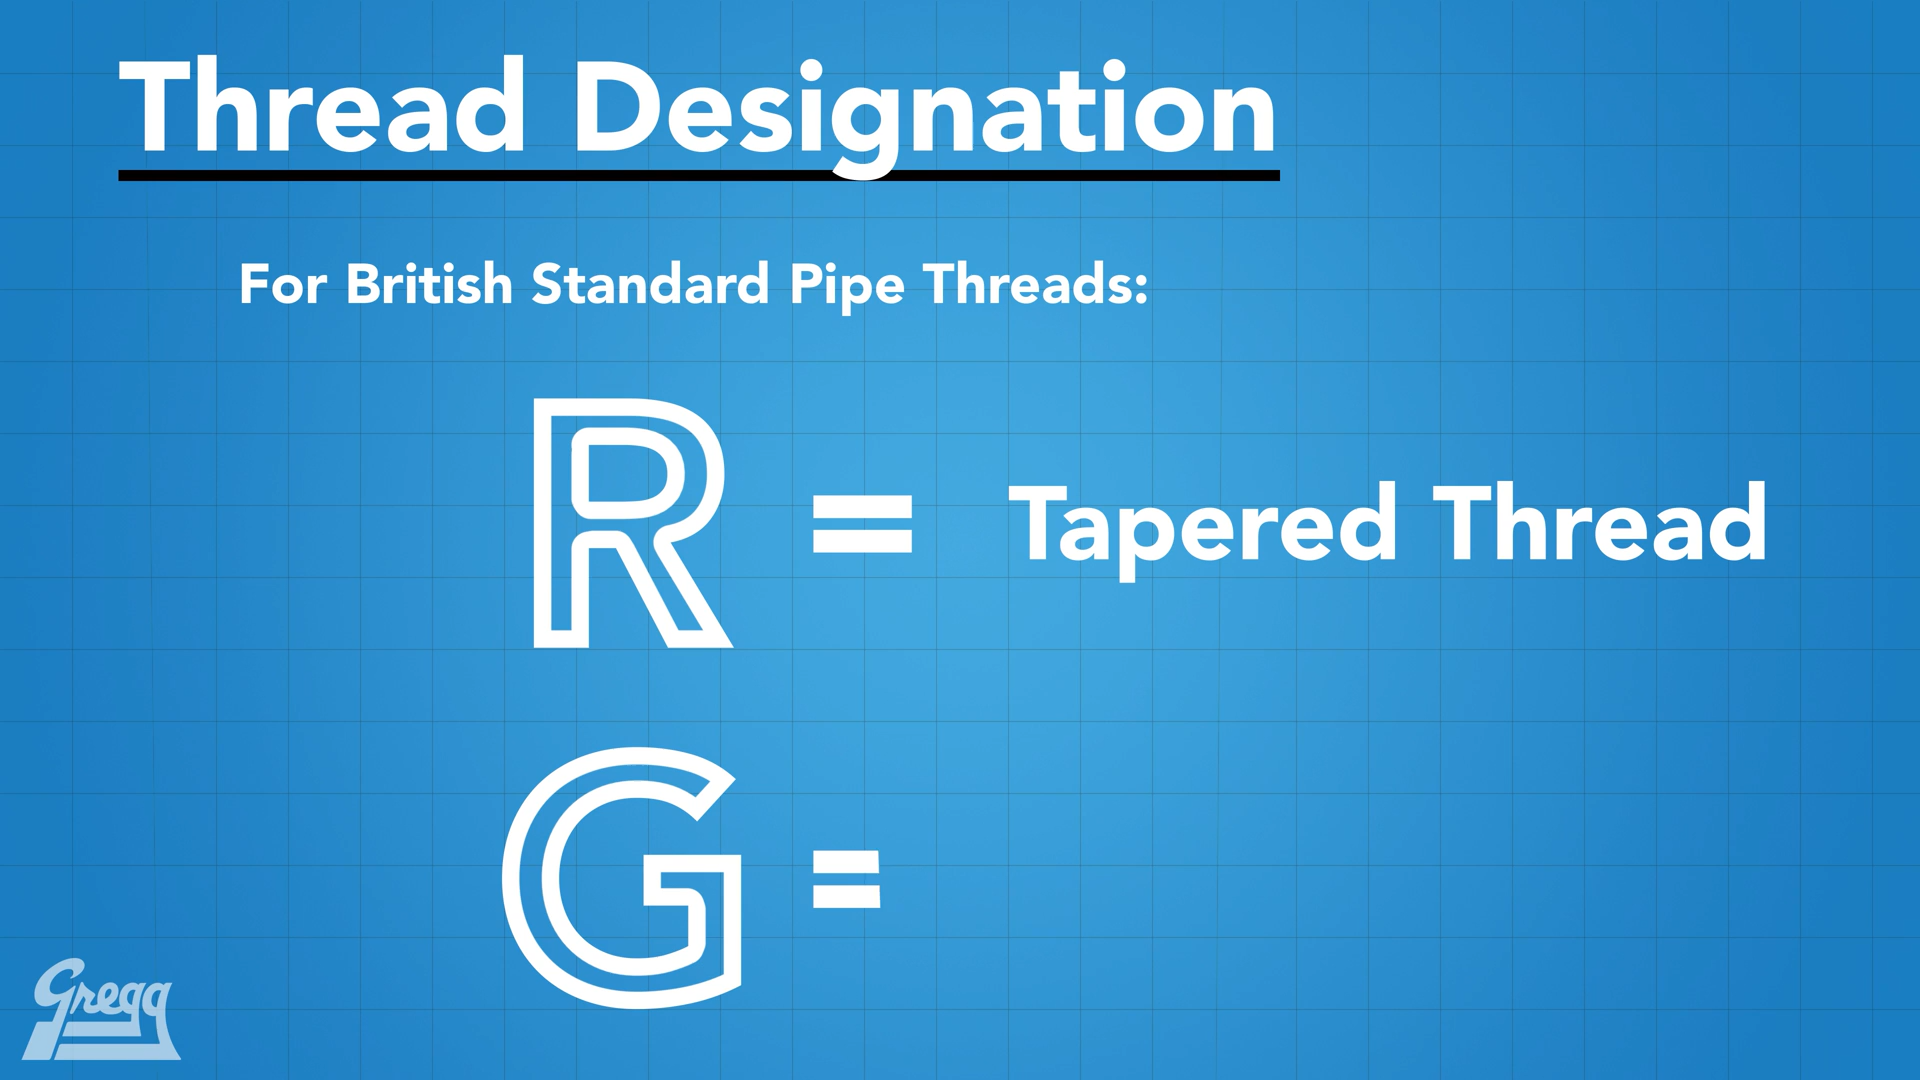 Thread Designation
For British Standard Pipe Threads:
R = Tapered Thread
G =
Gregg